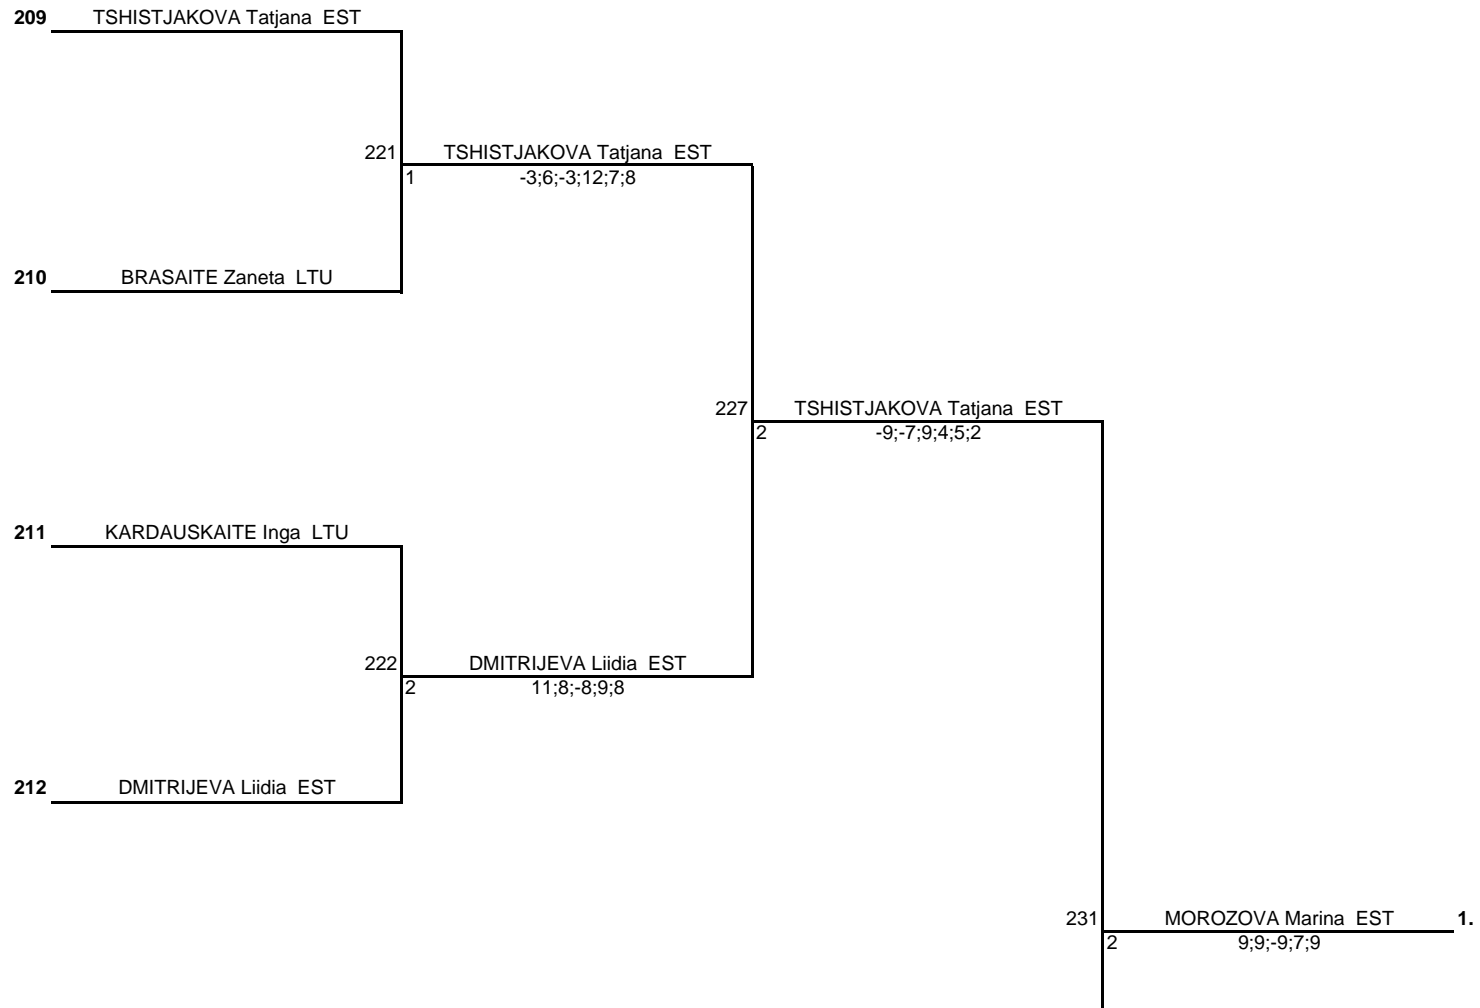 209 TSHISTJAKOVA Tatjana EST
221 TSHISTJAKOVA Tatjana EST
1 -3;6;-3;12;7;8
210 BRASAITE Zaneta LTU
227 TSHISTJAKOVA Tatjana EST
2 -9;-7;9;4;5;2
211 KARDAUSKAITE Inga LTU
222 DMITRIJEVA Liidia EST
2 11;8;-8;9;8
212 DMITRIJEVA Liidia EST
231 MOROZOVA Marina EST 1.
2 9;9;-9;7;9